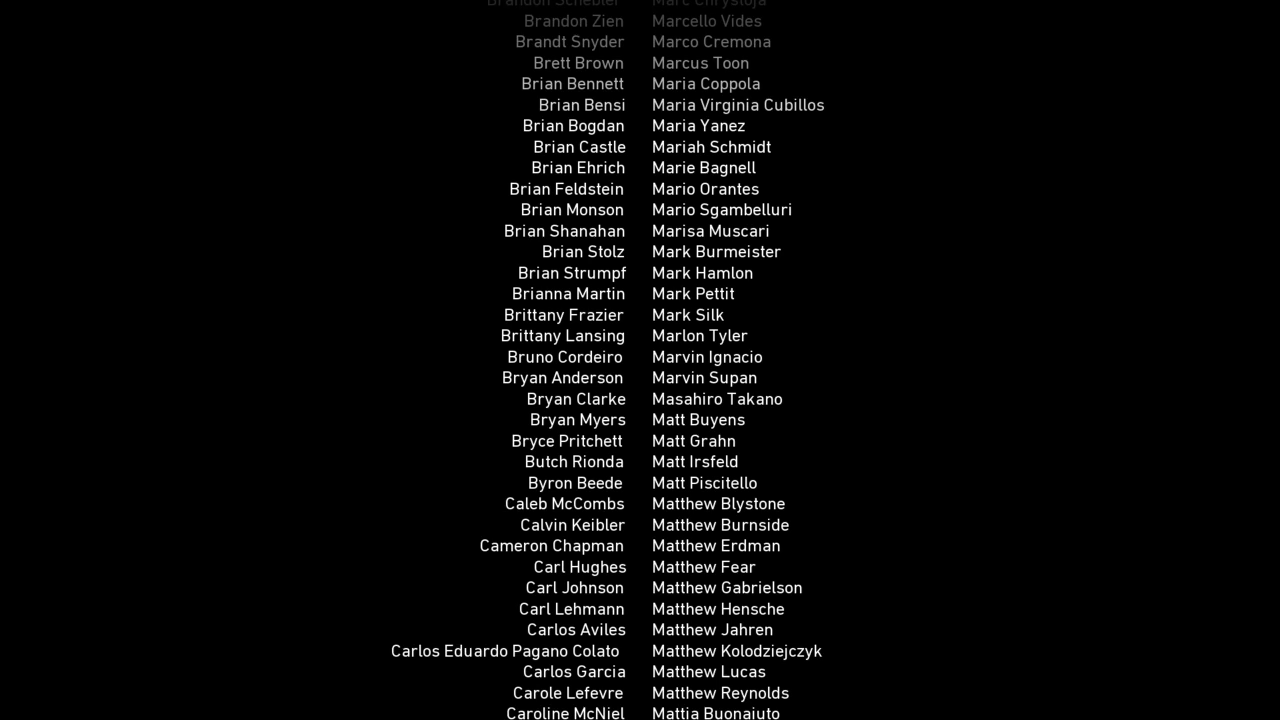 Brandon Schebler Marc Chrystoja
Brandon Zien Marcello Vides
Brandt Snyder Marco Cremona
Brett Brown Marcus Toon
Brian Bennett Maria Coppola
Brian Bensi Maria Virginia Cubillos
Brian Bogdan Maria Yanez
Brian Castle Mariah Schmidt
Brian Ehrich Marie Bagnell
Brian Feldstein Mario Orantes
Brian Monson Mario Sgambelluri
Brian Shanahan Marisa Muscari
Brian Stolz Mark Burmeister
Brian Strumpf Mark Hamlon
Brianna Martin Mark Pettit
Brittany Frazier Mark Silk
Brittany Lansing Marlon Tyler
Bruno Cordeiro Marvin Ignacio
Bryan Anderson Marvin Supan
Bryan Clarke Masahiro Takano
Bryan Myers Matt Buyens
Bryce Pritchett Matt Grahn
Butch Rionda Matt Irsfeld
Byron Beede Matt Piscitello
Caleb McCombs Matthew Blystone
Calvin Keibler Matthew Burnside
Cameron Chapman Matthew Erdman
Carl Hughes Matthew Fear
Carl Johnson Matthew Gabrielson
Carl Lehmann Matthew Hensche
Carlos Aviles Matthew Jahren
Carlos Eduardo Pagano Colato Matthew Kolodziejczyk
Carlos Garcia Matthew Lucas
Carole Lefevre Matthew Reynolds
Caroline McNiel Mattia Buonaiuto